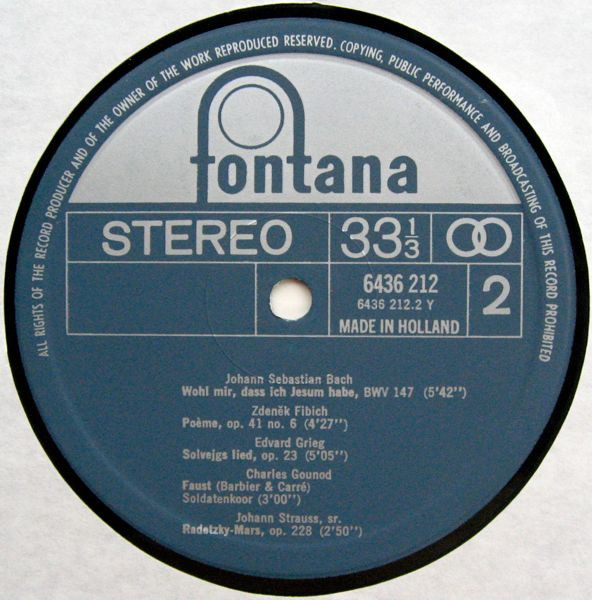 ALL RIGHTS OF THE RECORD PRODUCER AND OF THE OWNER OF THE WORK REPRODUCED RESERVED. COPYING, PUBLIC PERFORMANCE AND BROADCASTING OF THIS RECORD PROHIBITED
fontana
STEREO 33 1/3
6436 212 2
6436 212.2 Y
MADE IN HOLLAND
Johann Sebastian Bach
Wohl mir, dass ich Jesum habe, BWV 147 (5'42'')
Zdeněk Fibich
Poème, op. 41 no. 6 (4'27'')
Edvard Grieg
Solvejgs lied, op. 23 (5'05'')
Charles Gounod
Faust (Barbier & Carré)
Soldatenkoor (3'00'')
Johann Strauss, sr.
Radetzky-Mars, op. 228 (2'50'')